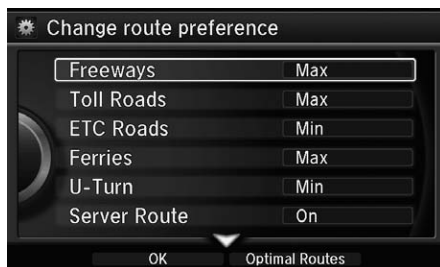 Change route preference
Freeways Max
Toll Roads Max
ETC Roads Min
Ferries Max
U-Turn Min
Server Route On
OK Optimal Routes